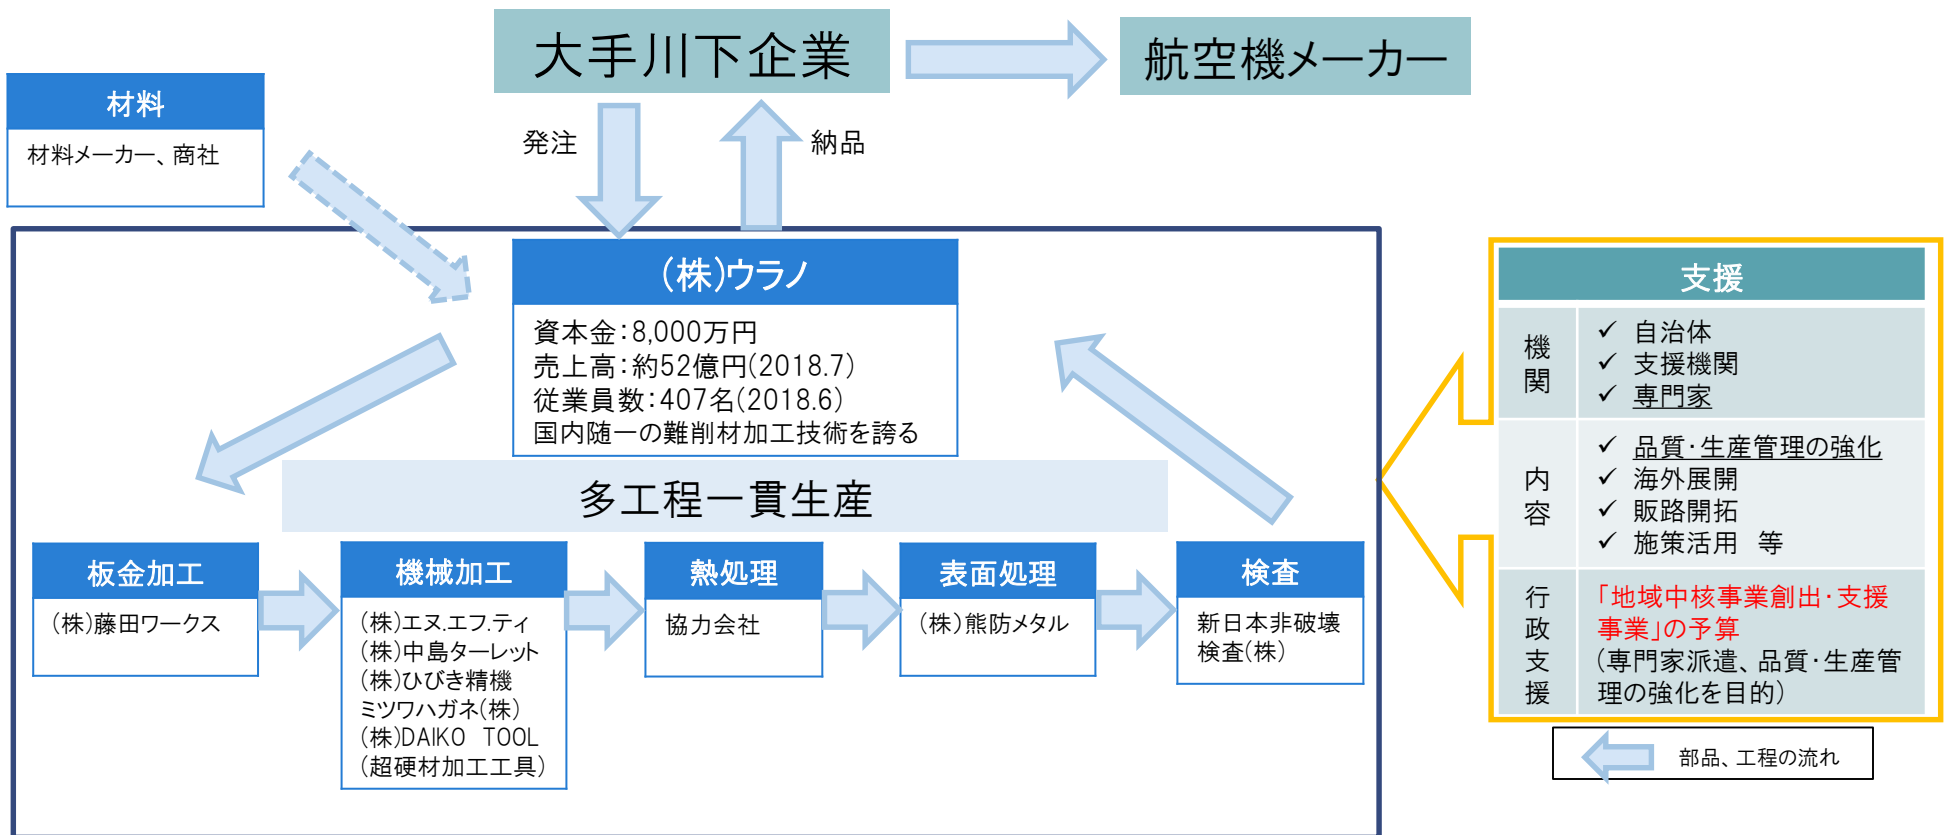 大手川下企業
航空機メーカー
材料
材料メーカー、商社
発注
納品
(株)ウラノ
資本金：8,000万円
売上高：約52億円(2018.7)
従業員数：407名(2018.6)
国内随一の難削材加工技術を誇る
多工程一貫生産
板金加工
(株)藤田ワークス
機械加工
(株)エヌ.エフ.ティ
(株)中島ターレット
(株)ひびき精機
ミツワハガネ(株)
(株)DAIKO TOOL
(超硬材加工工具)
熱処理
協力会社
表面処理
(株)熊防メタル
検査
新日本非破壊
検査(株)
支援
機関
✓ 自治体
✓ 支援機関
✓ 専門家
内容
✓ 品質・生産管理の強化
✓ 海外展開
✓ 販路開拓
✓ 施策活用 等
行政支援
「地域中核事業創出・支援
事業」の予算
(専門家派遣、品質・生産管
理の強化を目的)
部品、工程の流れ